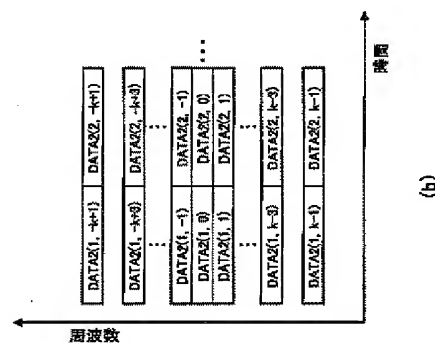 周波数
DATA2(1, -k+1) DATA2(2, -k+1)
DATA2(1, -k+3) DATA2(2, -k+3)
DATA2(1, -1) DATA2(2, -1)
DATA2(1, 0) DATA2(2, 0)
DATA2(1, 1) DATA2(2, 1)
DATA2(1, k-3) DATA2(2, k-3)
DATA2(1, k-1) DATA2(2, k-1)
時間
(b)